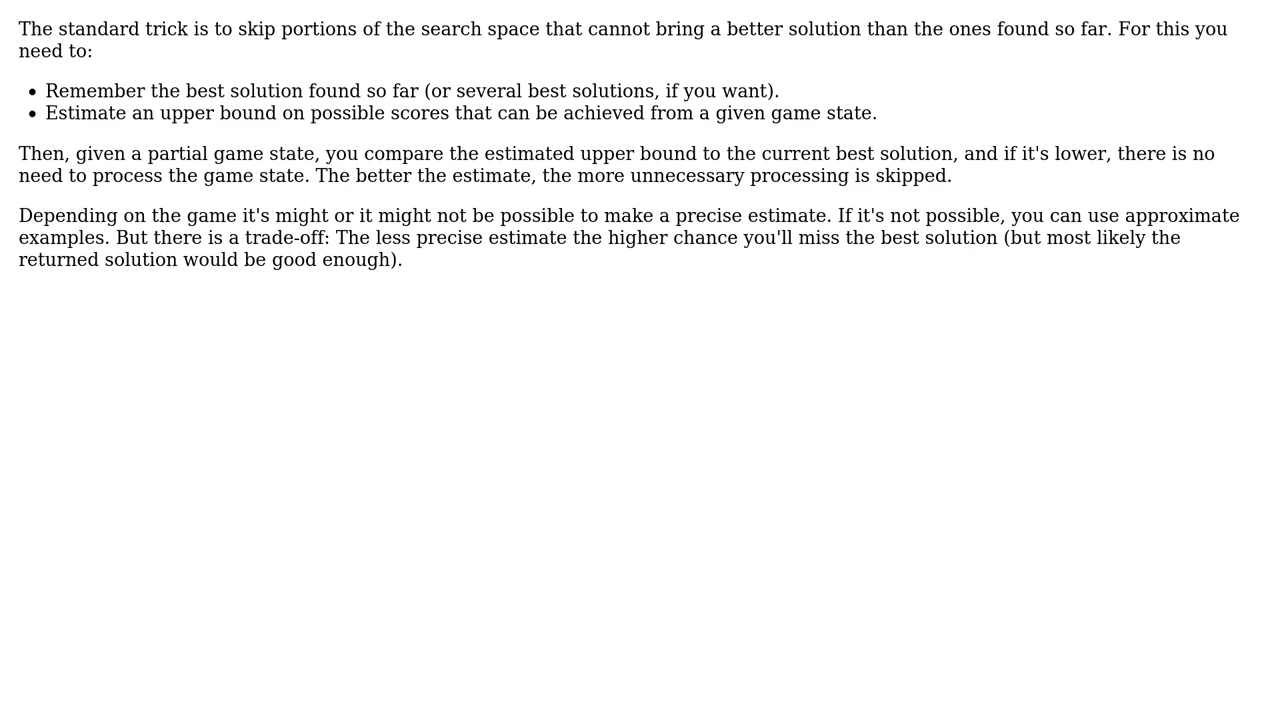 The standard trick is to skip portions of the search space that cannot bring a better solution than the ones found so far. For this you
need to:
• Remember the best solution found so far (or several best solutions, if you want).
• Estimate an upper bound on possible scores that can be achieved from a given game state.
Then, given a partial game state, you compare the estimated upper bound to the current best solution, and if it's lower, there is no
need to process the game state. The better the estimate, the more unnecessary processing is skipped.
Depending on the game it's might or it might not be possible to make a precise estimate. If it's not possible, you can use approximate
examples. But there is a trade-off: The less precise estimate the higher chance you'll miss the best solution (but most likely the
returned solution would be good enough).